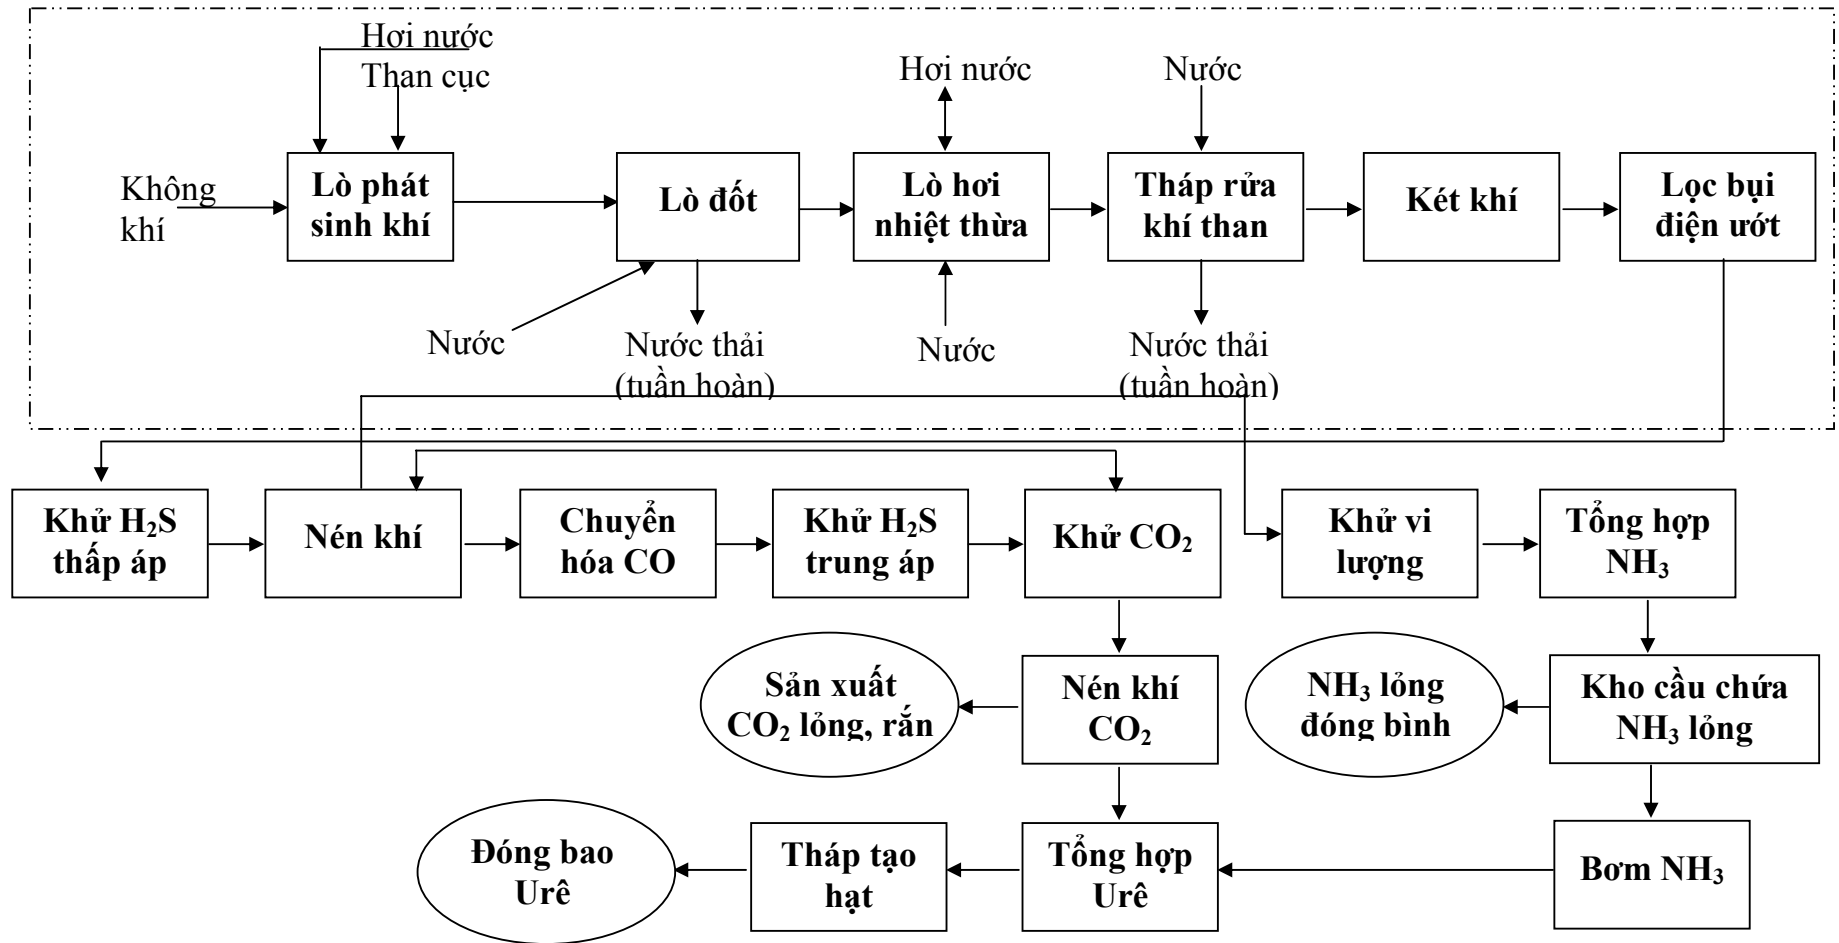 Hơi nước
Than cục
Hơi nước
Nước
Không
khí
Lò phát
sinh khí
Lò đốt
Lò hơi
nhiệt thừa
Tháp rửa
khí than
Két khí
Lọc bụi
điện ướt
Nước
Nước thải
(tuần hoàn)
Nước
Nước thải
(tuần hoàn)
Khử H₂S
thấp áp
Nén khí
Chuyển
hóa CO
Khử H₂S
trung áp
Khử CO₂
Khử vi
lượng
Tổng hợp
NH₃
Sản xuất
CO₂ lỏng, rắn
Nén khí
CO₂
NH₃ lỏng
đóng bình
Kho cầu chứa
NH₃ lỏng
Đóng bao
Urê
Tháp tạo
hạt
Tổng hợp
Urê
Bơm NH₃